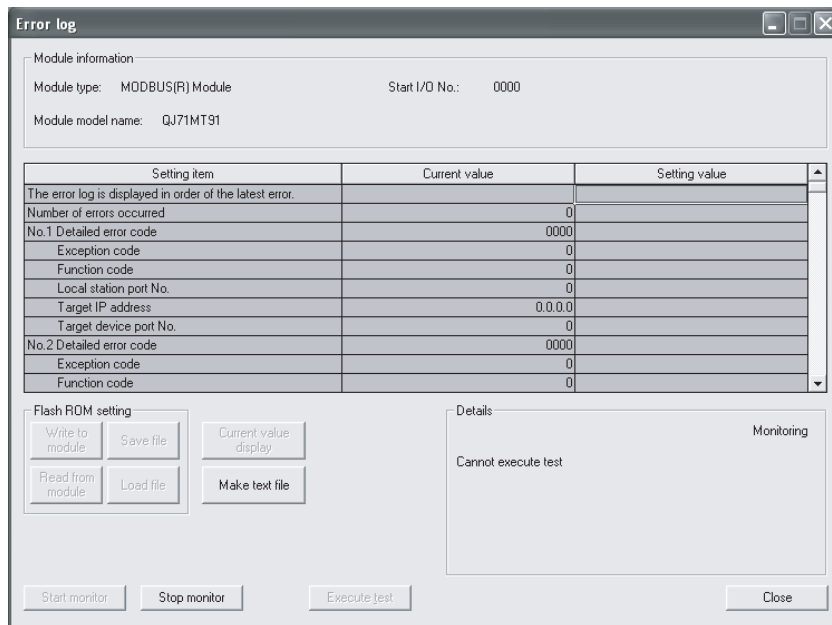 Error log
Module information
Module type: MODBUS(R) Module Start I/O No.: 0000
Module model name: QJ71MT91
Setting item Current value Setting value
The error log is displayed in order of the latest error.
Number of errors occurred 0
No.1 Detailed error code 0000
Exception code 0
Function code 0
Local station port No. 0
Target IP address 0.0.0.0
Target device port No. 0
No.2 Detailed error code 0000
Exception code 0
Function code 0
Flash ROM setting
Write to module
Save file
Current value display
Read from module
Load file
Make text file
Details
Monitoring
Cannot execute test
Start monitor Stop monitor Execute test Close